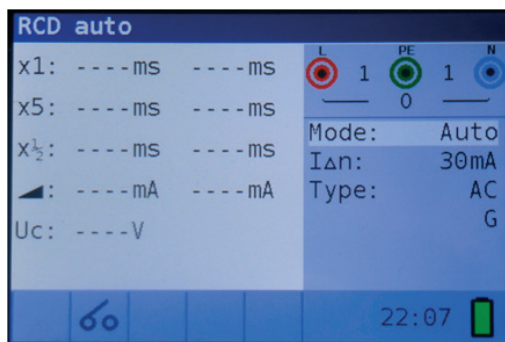 RCD auto
x1: ----ms ----ms
x5: ----ms ----ms
x½: ----ms ----ms
◢: ----mA ----mA
Uc: ----V
L PE N
1 1
0
Mode: Auto
I∆n: 30mA
Type: AC
G
22:07